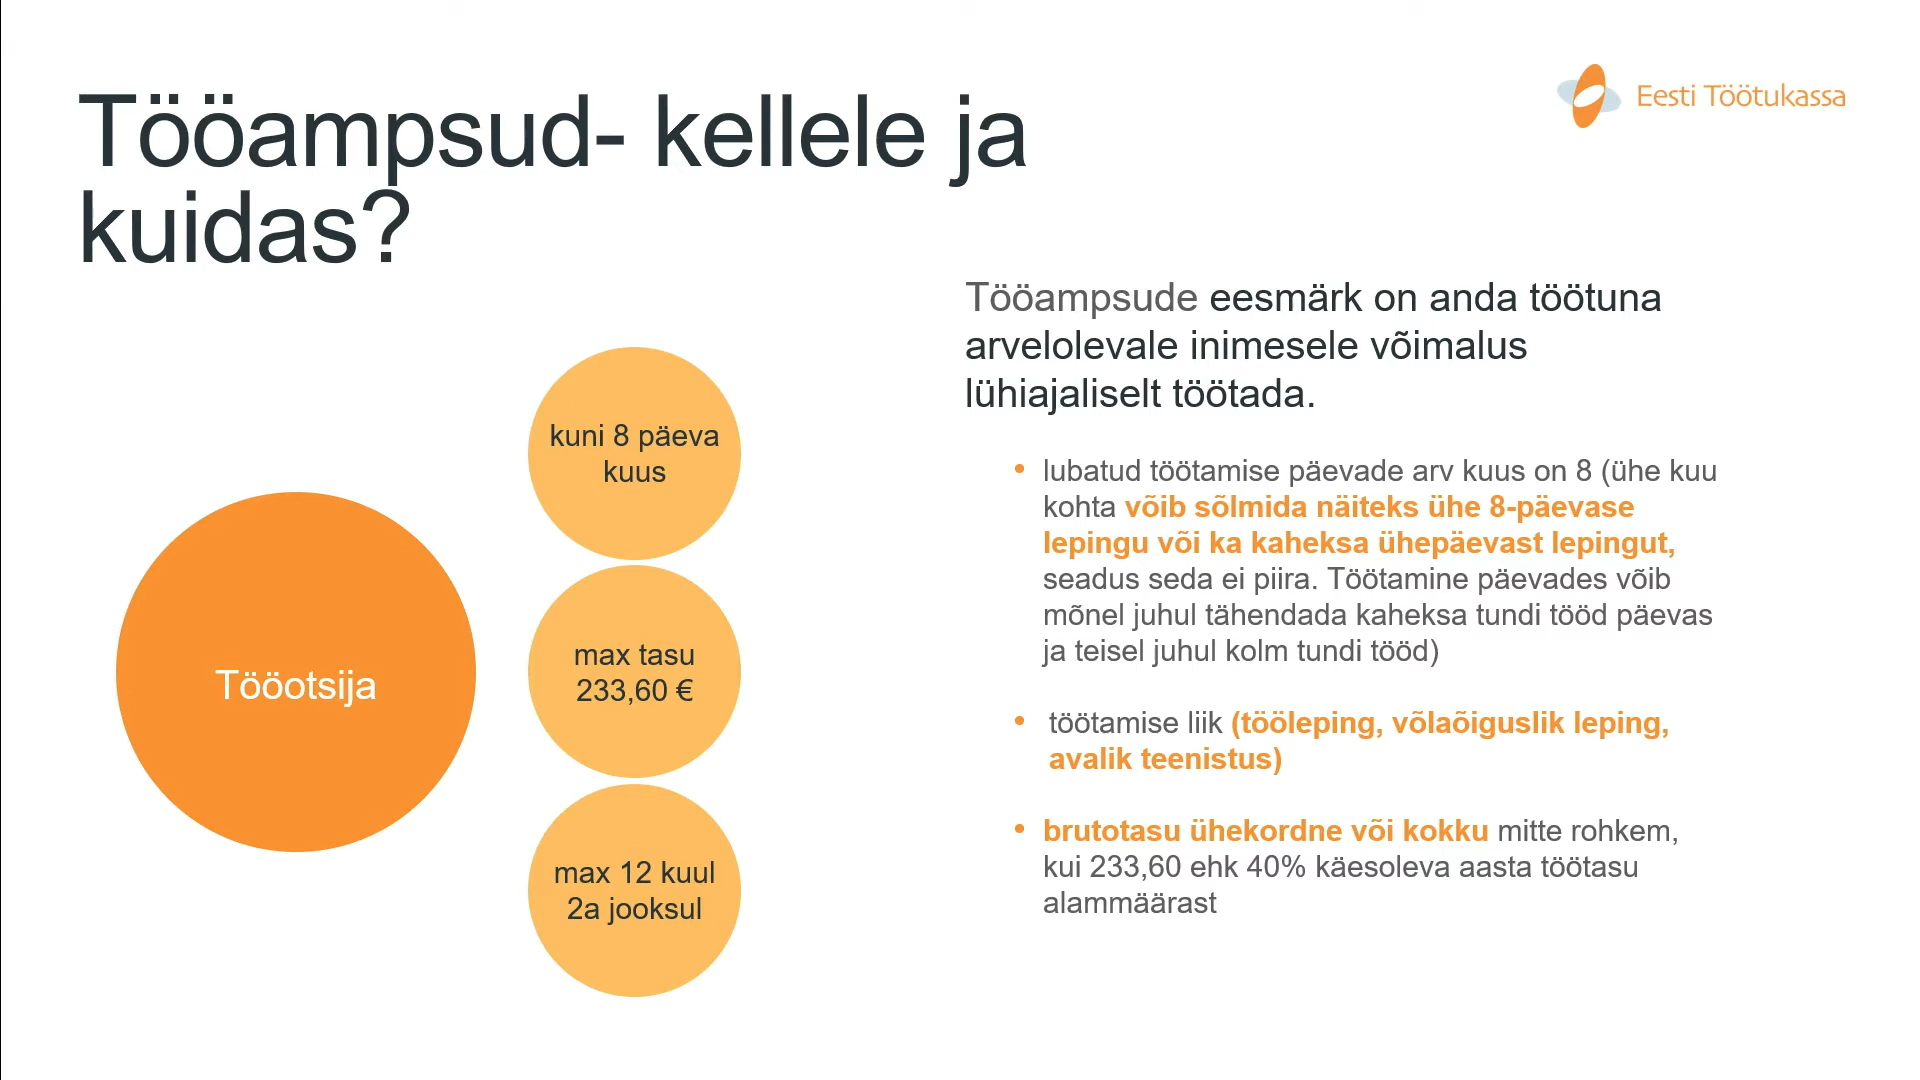 Tööampsud- kellele ja
kuidas?
Eesti Töötukassa
Tööotsija
kuni 8 päeva
kuus
max tasu
233,60 €
max 12 kuul
2a jooksul
Tööampsude eesmärk on anda töötuna
arvelolevale inimesele võimalus
lühiajaliselt töötada.
• lubatud töötamise päevade arv kuus on 8 (ühe kuu
kohta võib sõlmida näiteks ühe 8-päevase
lepingu või ka kaheksa ühepäevast lepingut,
seadus seda ei piira. Töötamine päevades võib
mõnel juhul tähendada kaheksa tundi tööd päevas
ja teisel juhul kolm tundi tööd)
• töötamise liik (tööleping, võlaõiguslik leping,
avalik teenistus)
• brutotasu ühekordne või kokku mitte rohkem,
kui 233,60 ehk 40% käesoleva aasta töötasu
alammäärast